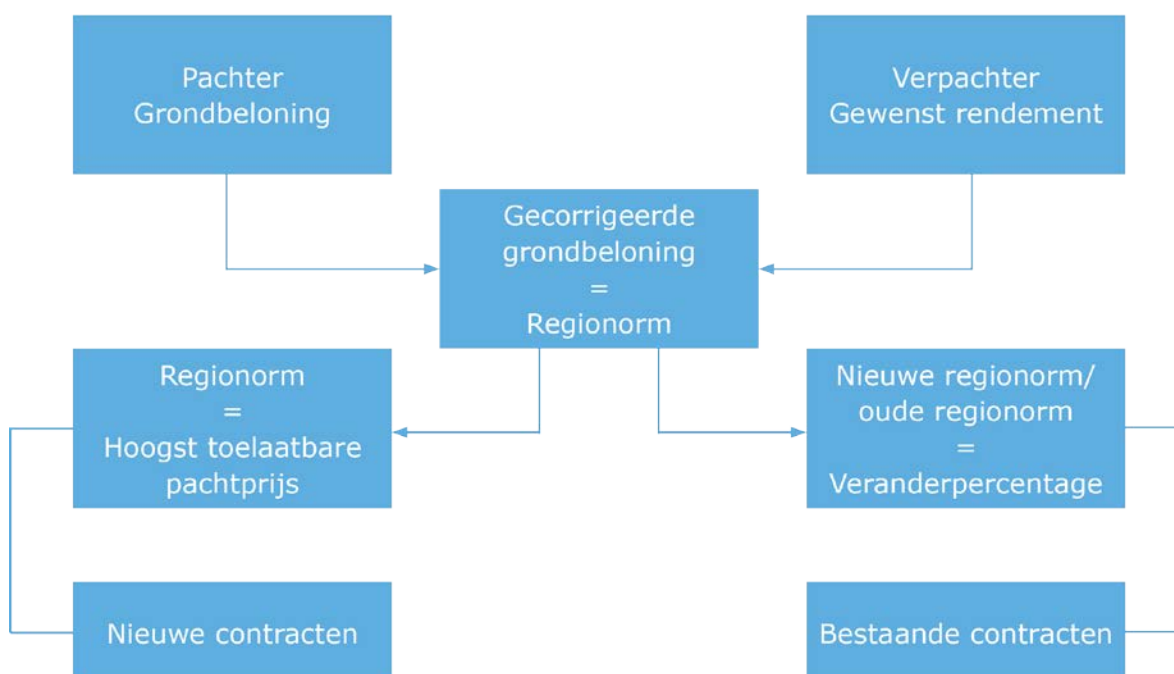 Pachter
Grondbeloning
Verpachter
Gewenst rendement
Gecorrigeerde
grondbeloning
=
Regionorm
Regionorm
=
Hoogst toelaatbare
pachtprijs
Nieuwe regionorm/
oude regionorm
=
Veranderpercentage
Nieuwe contracten
Bestaande contracten